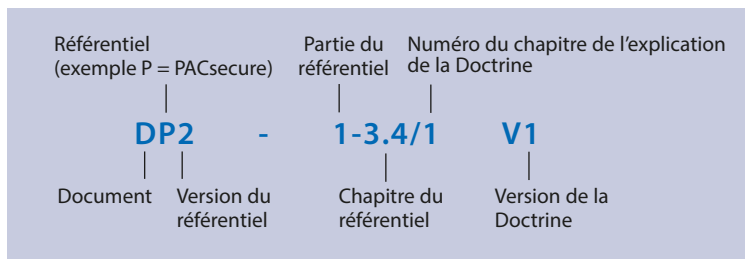 Référentiel
(exemple P = PACsecure)
Partie du
référentiel
Numéro du chapitre de l’explication
de la Doctrine
DP2 - 1-3.4/1 V1
Document
Version du
référentiel
Chapitre du
référentiel
Version de la
Doctrine